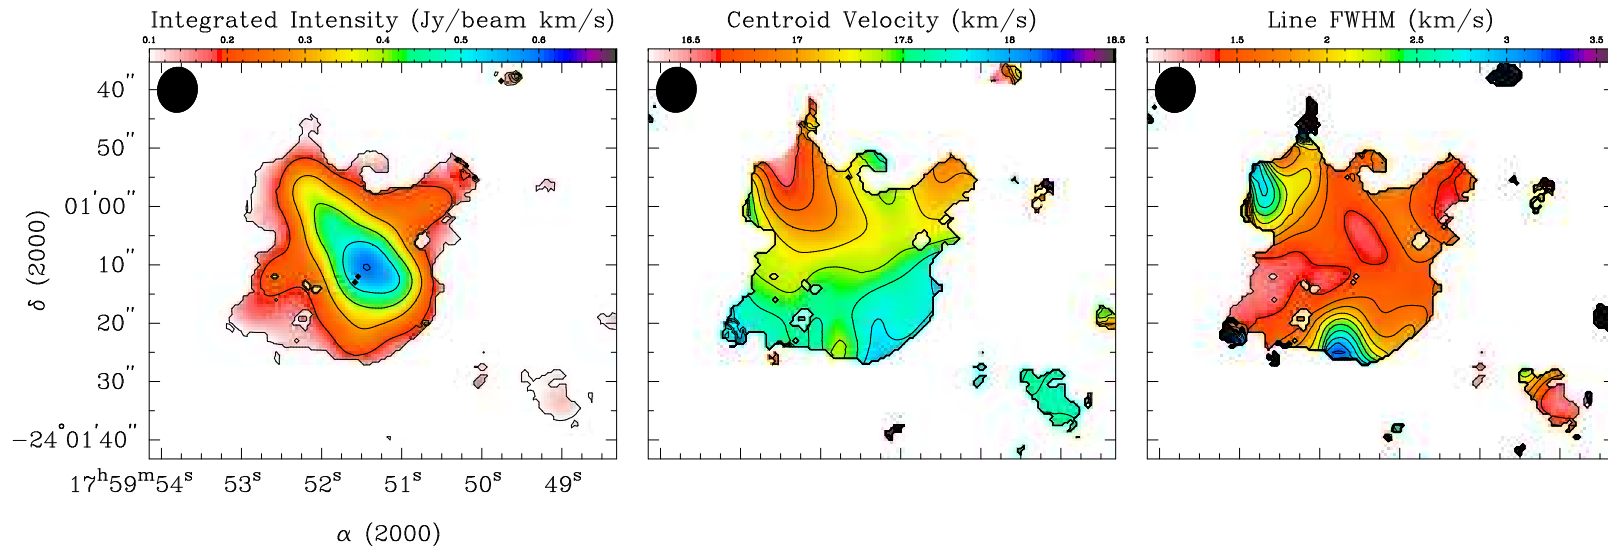 Integrated Intensity (Jy/beam km/s) Centroid Velocity (km/s) Line FWHM (km/s)
0.1 0.2 0.3 0.4 0.5 0.6 16.5 17 17.5 18 18.5 1 1.5 2 2.5 3 3.5
40"
50"
01'00"
10"
20"
30"
−24°01'40"
δ (2000)
17ʰ59ᵐ54ˢ 53ˢ 52ˢ 51ˢ 50ˢ 49ˢ
α (2000)